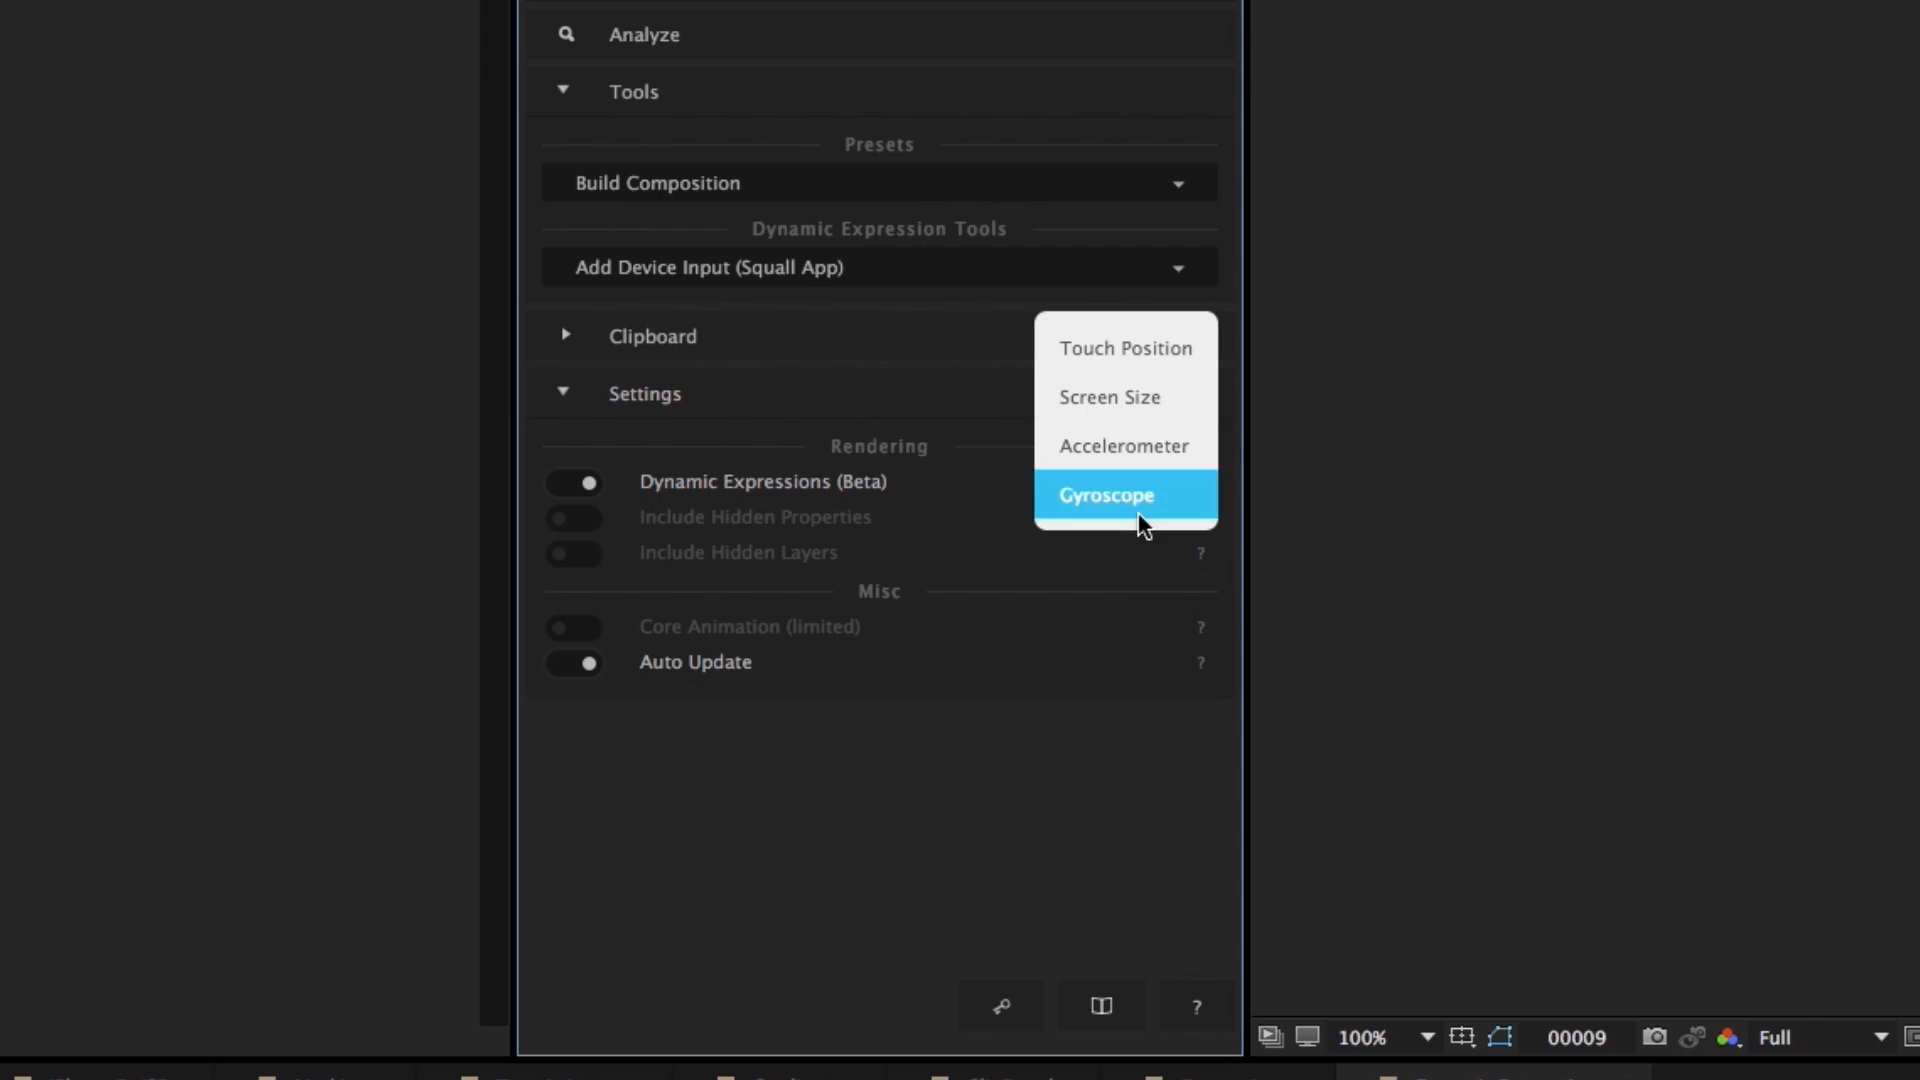 Analyze
Tools
Presets
Build Composition
Dynamic Expression Tools
Add Device Input (Squall App)
Clipboard
Touch Position
Screen Size
Accelerometer
Gyroscope
Settings
Rendering
Dynamic Expressions (Beta)
Include Hidden Properties
Include Hidden Layers ?
Misc
Core Animation (limited) ?
Auto Update ?
?
100% 00009 Full